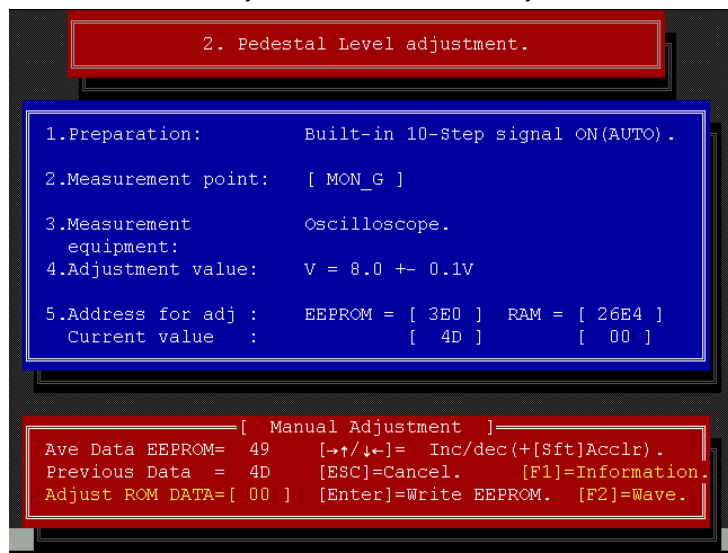 2. Pedestal Level adjustment.
1.Preparation: Built-in 10-Step signal ON(AUTO).
2.Measurement point: [ MON_G ]
3.Measurement Oscilloscope.
equipment:
4.Adjustment value: V = 8.0 +- 0.1V
5.Address for adj : EEPROM = [ 3E0 ] RAM = [ 26E4 ]
Current value : [ 4D ] [ 00 ]
[ Manual Adjustment ]
Ave Data EEPROM= 49 [→↑/↓←]= Inc/dec(+[Sft]Acclr).
Previous Data = 4D [ESC]=Cancel. [F1]=Information.
Adjust ROM DATA=[ 00 ] [Enter]=Write EEPROM. [F2]=Wave.